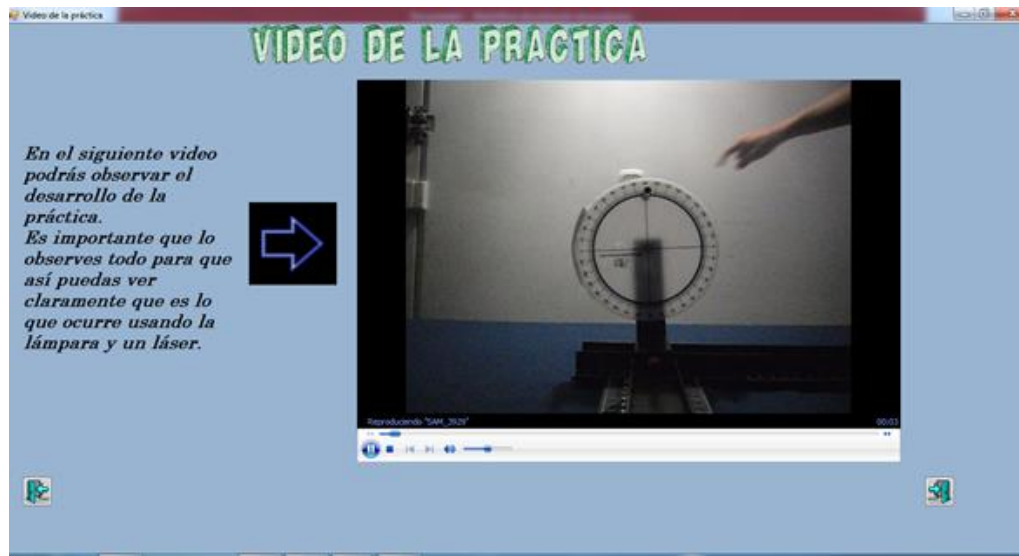 Video de la práctica
VIDEO DE LA PRACTICA
En el siguiente video
podrás observar el
desarrollo de la
práctica.
Es importante que lo
observes todo para que
así puedas ver
claramente que es lo
que ocurre usando la
lámpara y un láser.
Reproduciendo "SAM_3929"
00:03